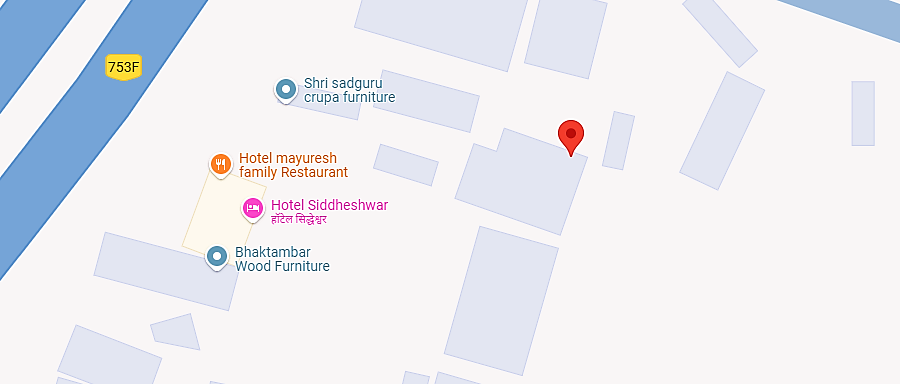 753F
Shri sadguru
crupa furniture
Hotel mayuresh
family Restaurant
Hotel Siddheshwar
हॉटेल सिद्धेश्वर
Bhaktambar
Wood Furniture